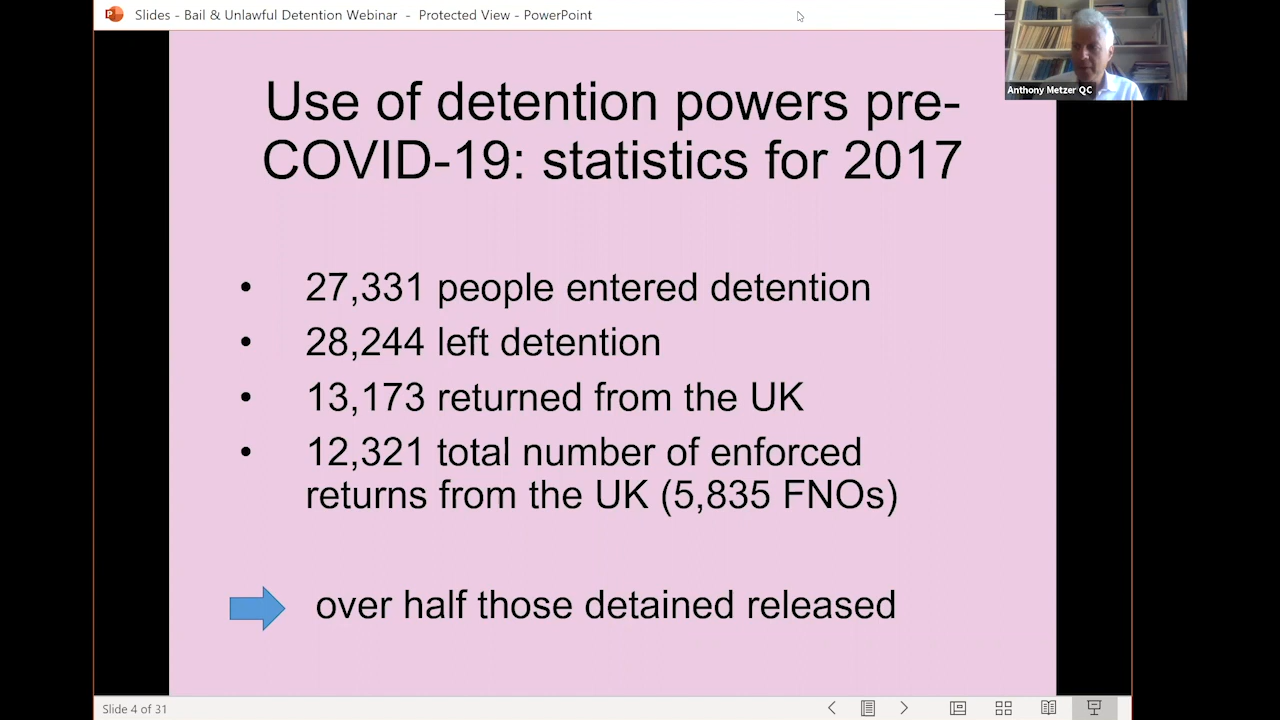 Slides - Bail & Unlawful Detention Webinar - Protected View - PowerPoint
Anthony Metzer QC
Use of detention powers pre-
COVID-19: statistics for 2017
• 27,331 people entered detention
• 28,244 left detention
• 13,173 returned from the UK
• 12,321 total number of enforced
returns from the UK (5,835 FNOs)
over half those detained released
Slide 4 of 31